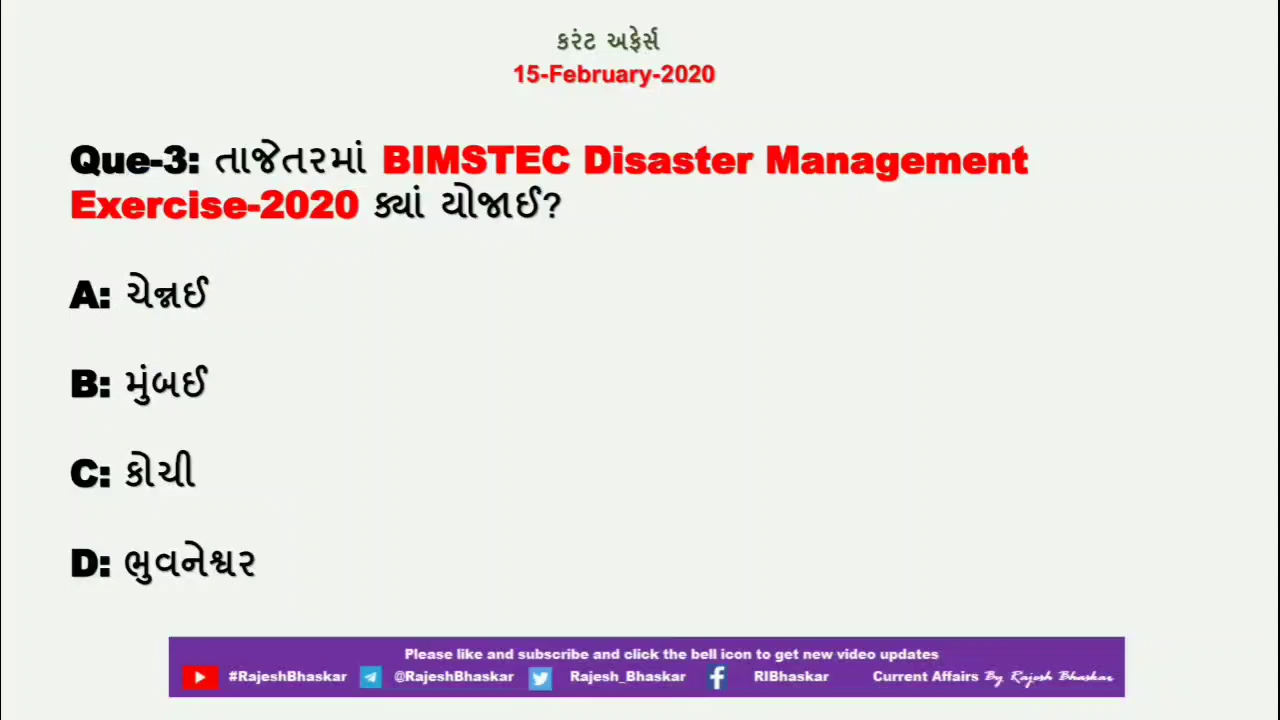 કરંટ અફેર્સ
15-February-2020
Que-3: તાજેતરમાં BIMSTEC Disaster Management
Exercise-2020 ક્યાં યોજાઈ?
A: ચેન્નઈ
B: મુંબઈ
C: કોચી
D: ભુવનેશ્વર
Please like and subscribe and click the bell icon to get new video updates
#RajeshBhaskar @RajeshBhaskar Rajesh_Bhaskar RIBhaskar Current Affairs By Rajesh Bhaskar